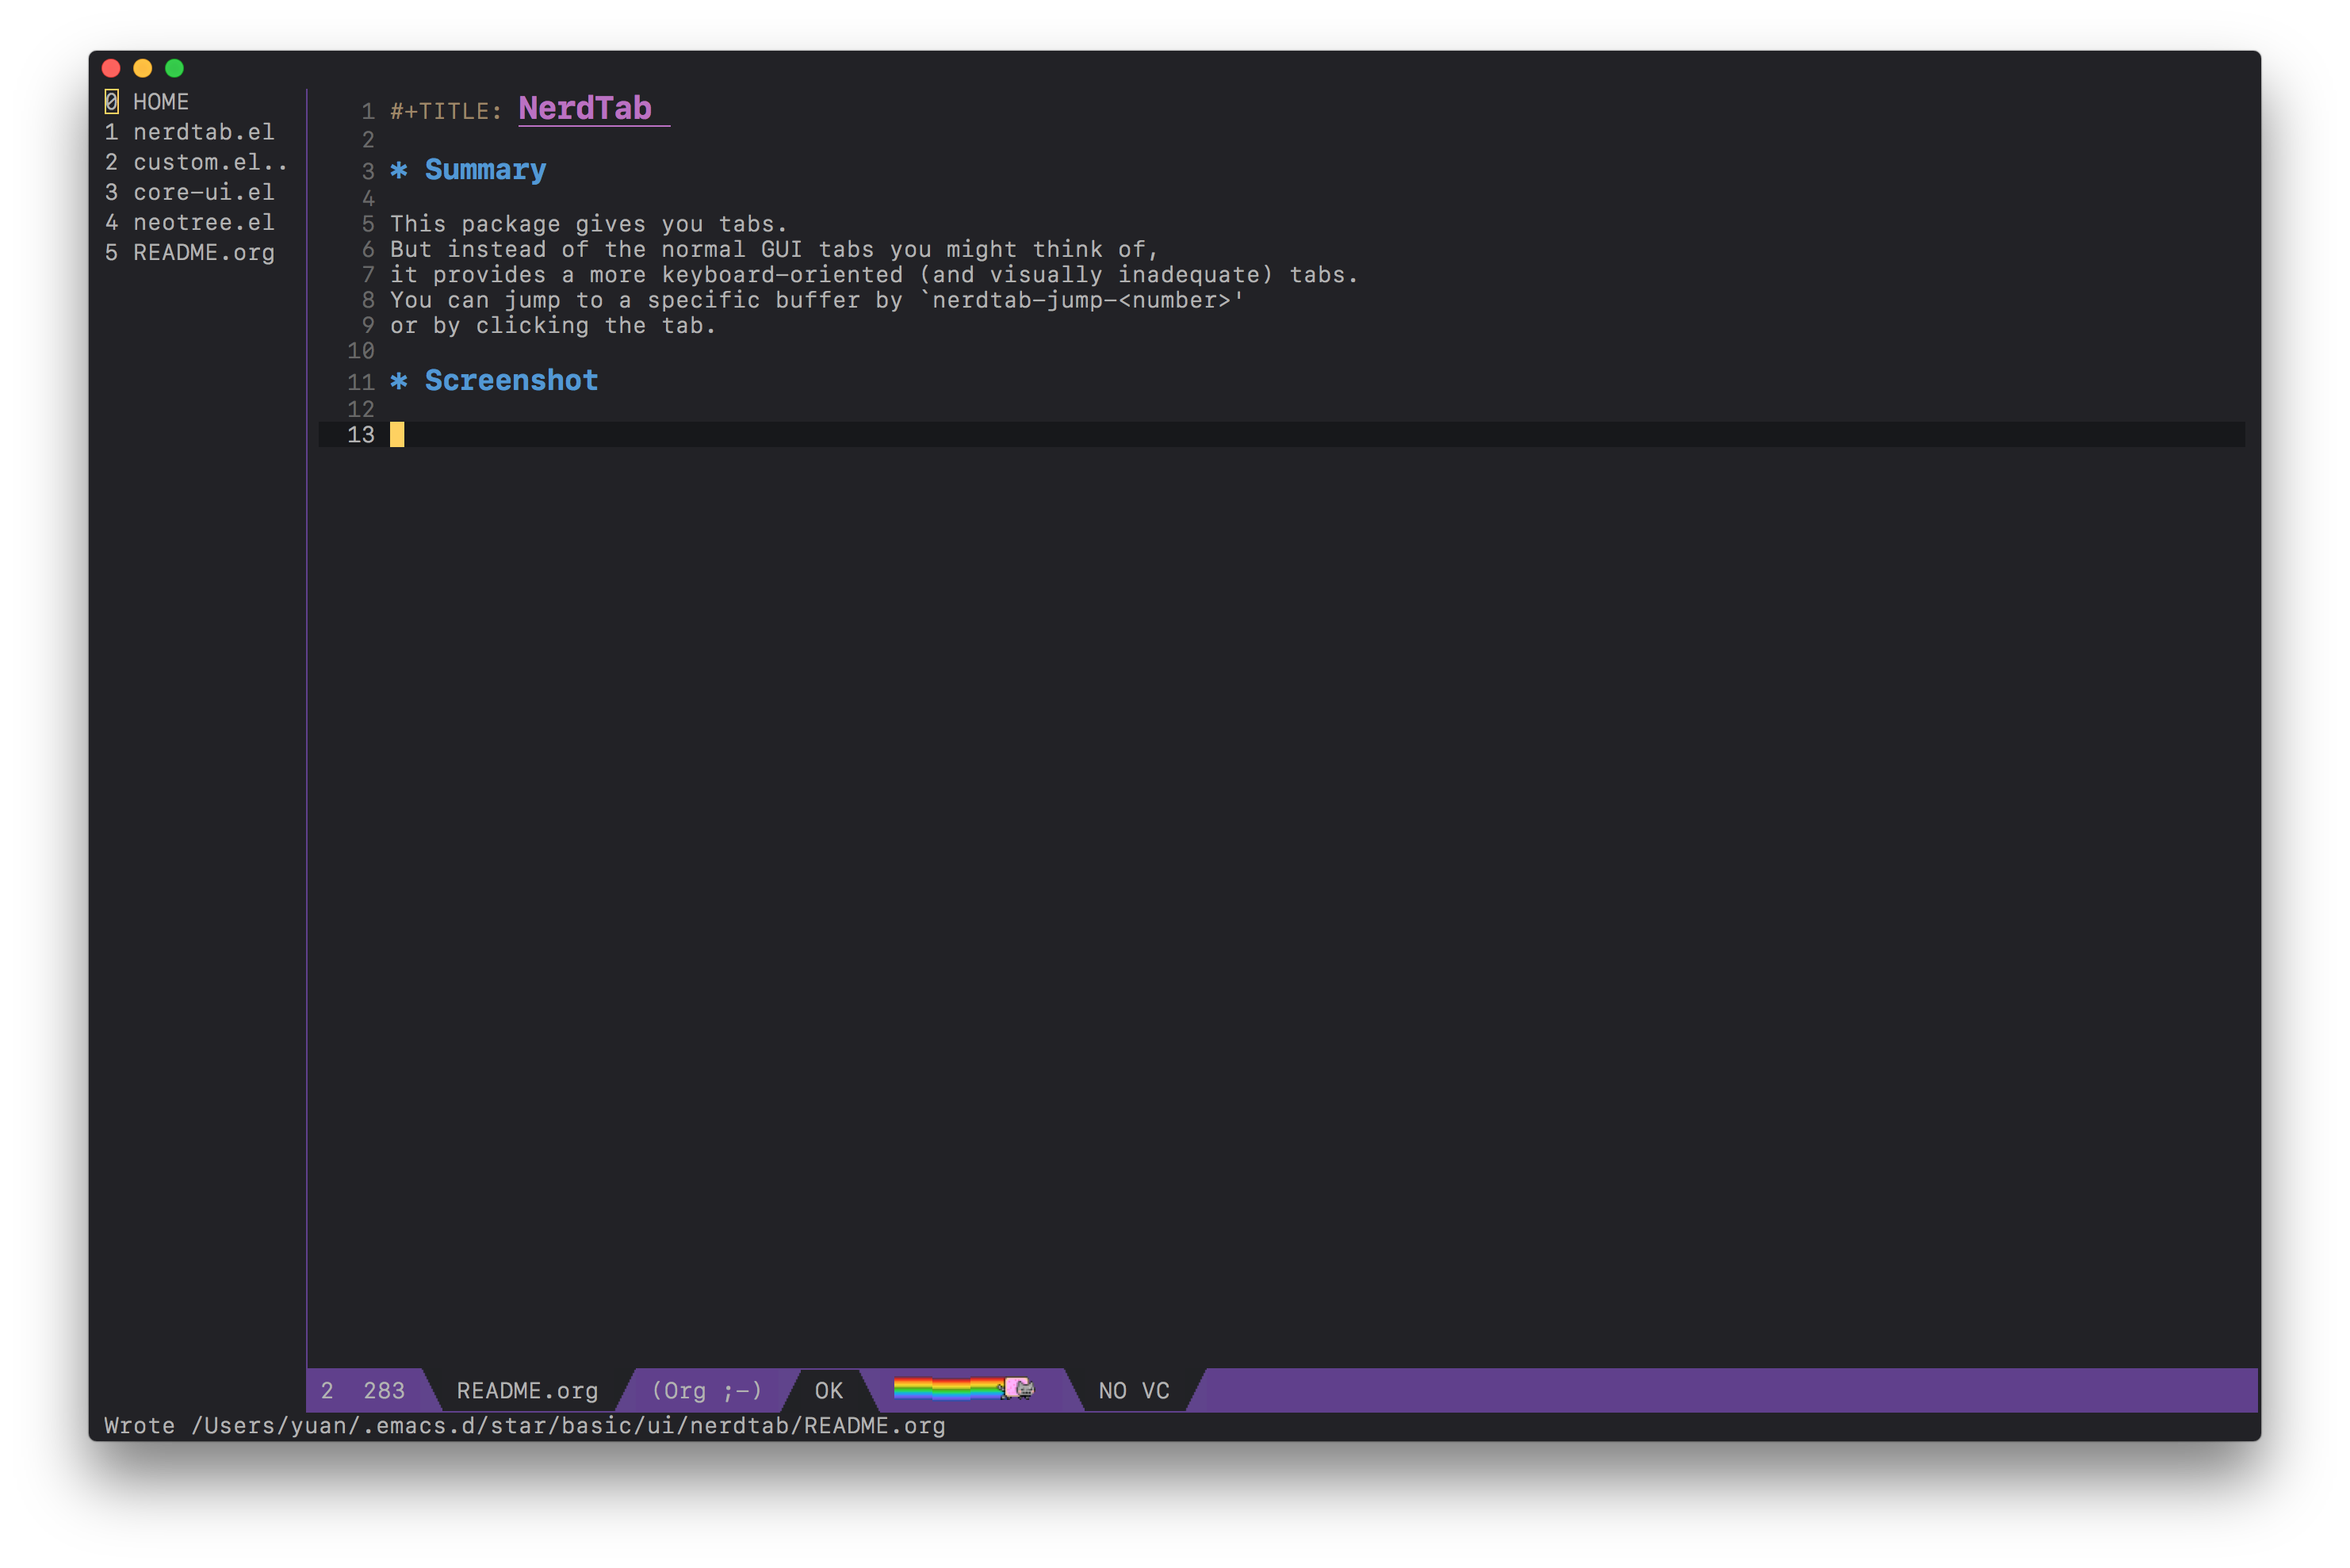 0 HOME
1 nerdtab.el
2 custom.el..
3 core-ui.el
4 neotree.el
5 README.org
1 #+TITLE: NerdTab
2
3 * Summary
4
5 This package gives you tabs.
6 But instead of the normal GUI tabs you might think of,
7 it provides a more keyboard-oriented (and visually inadequate) tabs.
8 You can jump to a specific buffer by `nerdtab-jump-<number>'
9 or by clicking the tab.
10
11 * Screenshot
12
13
2 283 README.org (Org ;-) OK NO VC
Wrote /Users/yuan/.emacs.d/star/basic/ui/nerdtab/README.org